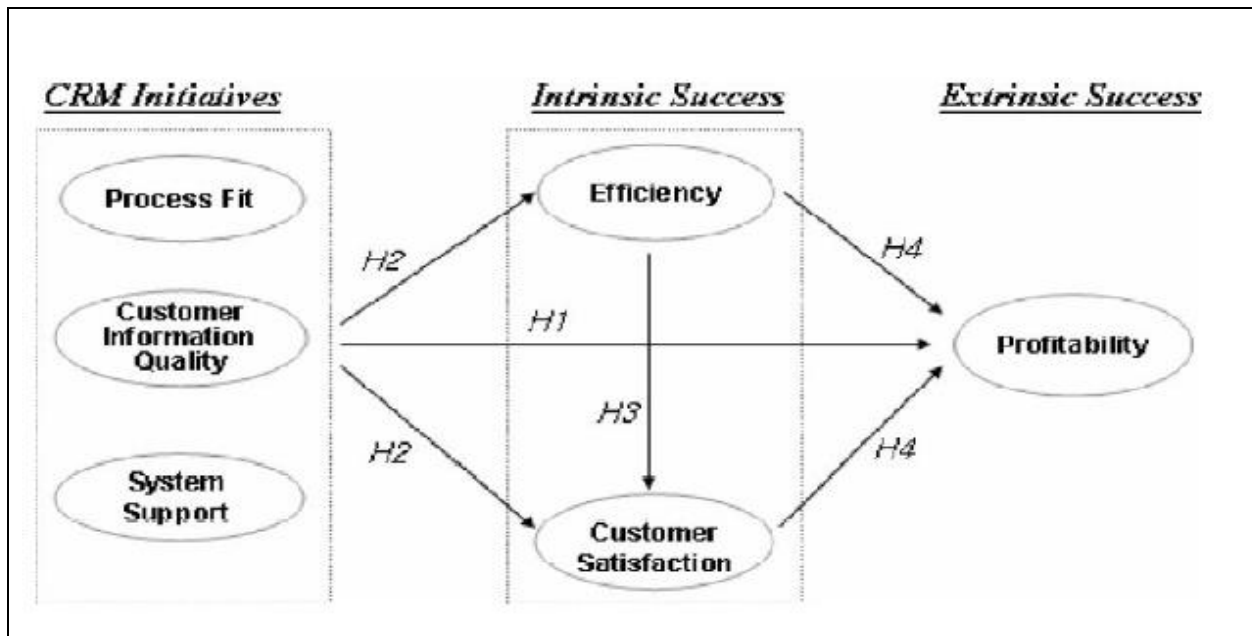 CRM Initiatives
Intrinsic Success
Extrinsic Success
Process Fit
Efficiency
H2
H4
Customer
Information
Quality
H1
Profitability
H3
H2
H4
System
Support
Customer
Satisfaction